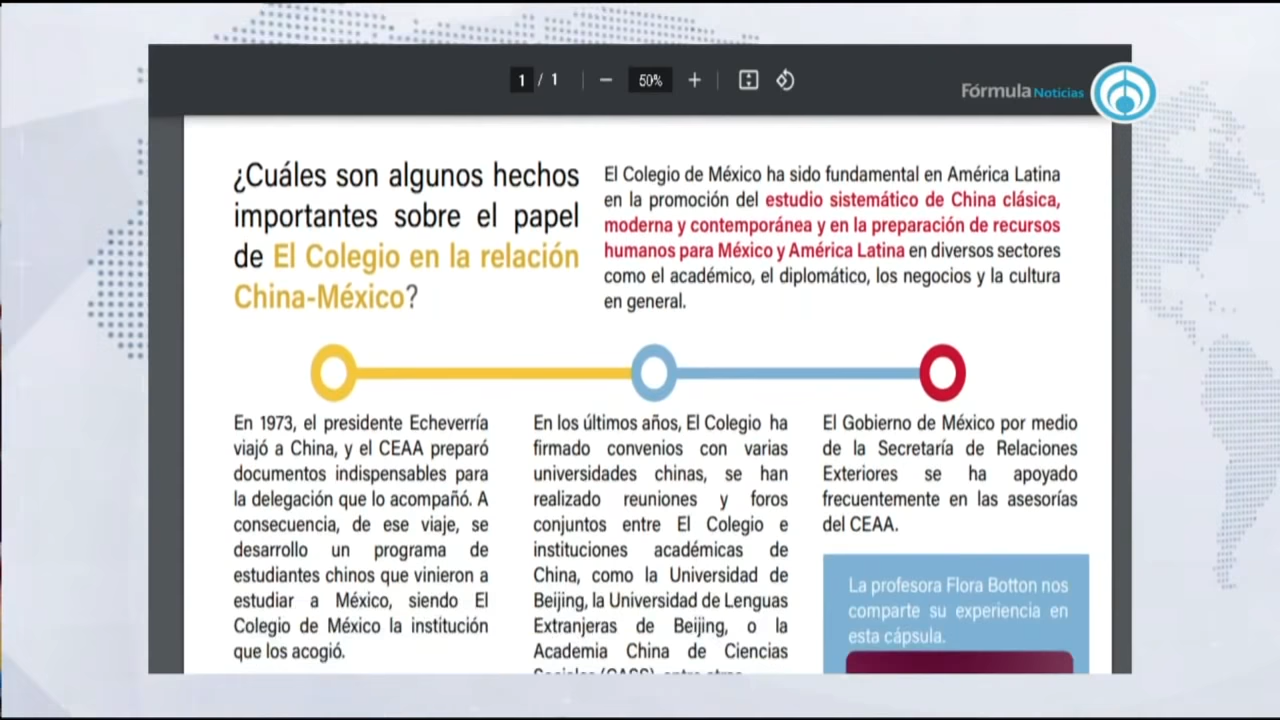 1 / 1
50%
Fórmula Noticias
¿Cuáles son algunos hechos
importantes sobre el papel
de El Colegio en la relación
China-México?
El Colegio de México ha sido fundamental en América Latina
en la promoción del estudio sistemático de China clásica,
moderna y contemporánea y en la preparación de recursos
humanos para México y América Latina en diversos sectores
como el académico, el diplomático, los negocios y la cultura
en general.
En 1973, el presidente Echeverría
viajó a China, y el CEAA preparó
documentos indispensables para
la delegación que lo acompañó. A
consecuencia, de ese viaje, se
desarrollo un programa de
estudiantes chinos que vinieron a
estudiar a México, siendo El
Colegio de México la institución
que los acogió.
En los últimos años, El Colegio ha
firmado convenios con varias
universidades chinas, se han
realizado reuniones y foros
conjuntos entre El Colegio e
instituciones académicas de
China, como la Universidad de
Beijing, la Universidad de Lenguas
Extranjeras de Beijing, o la
Academia China de Ciencias
El Gobierno de México por medio
de la Secretaría de Relaciones
Exteriores se ha apoyado
frecuentemente en las asesorías
del CEAA.
La profesora Flora Botton nos
comparte su experiencia en
esta cápsula.